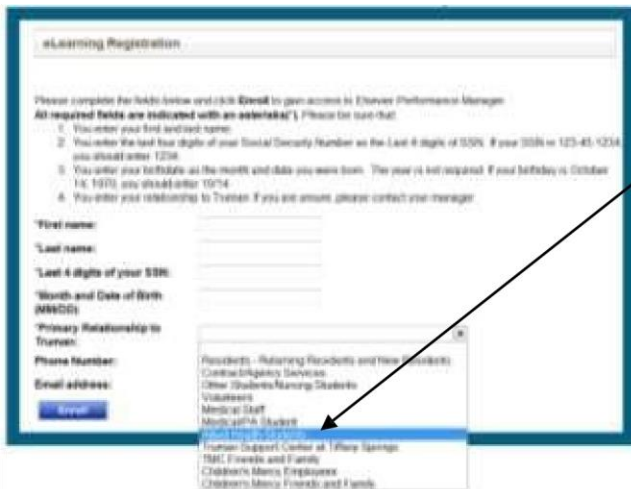 eLearning Registration
Please complete the fields below and click Enroll to gain access to Elsevier Performance Manager
All required fields are indicated with an asterisks(*). Please be sure that:
1. You enter your first and last name
2. You enter the last four digits of your Social Security Number as the Last 4 digits of SSN. If your SSN is 123-45-1234,
you should enter 1234.
3. You enter your birthdate as the month and date you were born. The year is not required. If your birthday is October
14, 1970, you should enter 10/14
4. You enter your relationship to Truman. If you are unsure, please contact your manager
*First name:
*Last name:
*Last 4 digits of your SSN:
*Month and Date of Birth
(MM/DD):
*Primary Relationship to
Truman:
Phone Number:
Email address:
Enroll
Residents - Returning Residents and New Residents
Contract/Agency Services
Other Students/Nursing Students
Volunteers
Medical Staff
Medical/PA Student
Allied Health Students
Truman Support Center at Tiffany Springs
TMC Friends and Family
Children's Mercy Employees
Children's Mercy Friends and Family